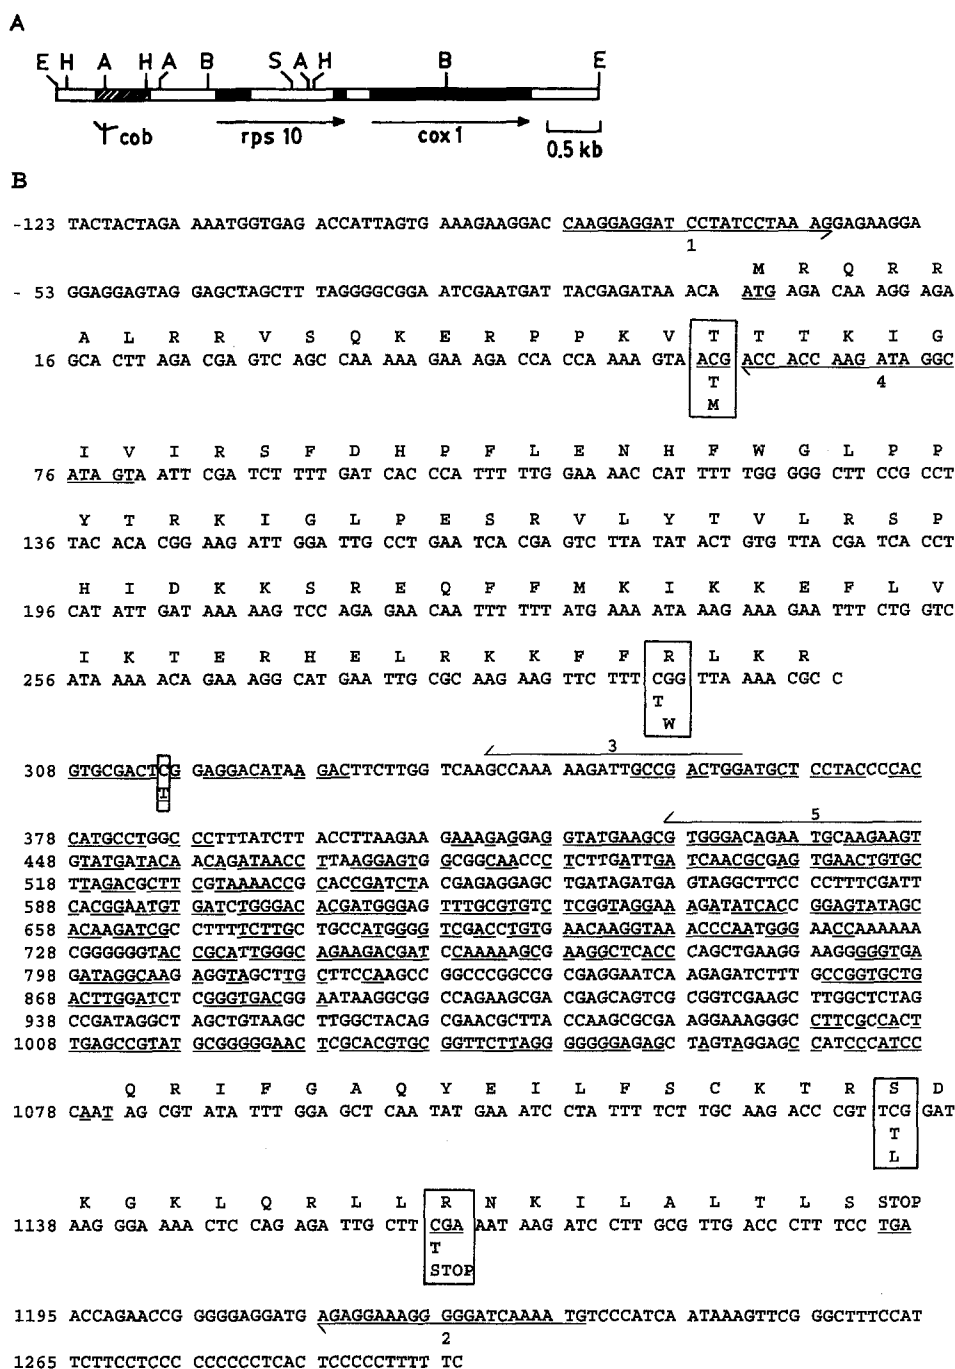 A
E H A H A B S A H B E
Ψcob rps 10 cox 1 0.5 kb
B
-123 TACTACTAGA AAATGGTGAG ACCATTAGTG AAAGAAGGAC CAAGGAGGAT CCTATCCTAA AGGAGAAGGA
1
M R Q R R
- 53 GGAGGAGTAG GAGCTAGCTT TAGGGGCGGA ATCGAATGAT TACGAGATAA ACA ATG AGA CAA AGG AGA
A L R R V S Q K E R P P K V T T T K I G
16 GCA CTT AGA CGA GTC AGC CAA AAA GAA AGA CCA CCA AAA GTA ACG ACC ACC AAG ATA GGC
T 4
M
I V I R S F D H P F L E N H F W G L P P
76 ATA GTA ATT CGA TCT TTT GAT CAC CCA TTT TTG GAA AAC CAT TTT TGG GGG CTT CCG CCT
Y T R K I G L P E S R V L Y T V L R S P
136 TAC ACA CGG AAG ATT GGA TTG CCT GAA TCA CGA GTC TTA TAT ACT GTG TTA CGA TCA CCT
H I D K K S R E Q F F M K I K K E F L V
196 CAT ATT GAT AAA AAG TCC AGA GAA CAA TTT TTT ATG AAA ATA AAG AAA GAA TTT CTG GTC
I K T E R H E L R K K F F R L K R
256 ATA AAA ACA GAA AGG CAT GAA TTG CGC AAG AAG TTC TTT CGG TTA AAA CGC C
T
W
3
308 GTGCGACTCG GAGGACATAA GACTTCTTGG TCAAGCCAAA AAGATTGCCG ACTGGATGCT CCTACCCCAC
T
5
378 CATGCCTGGC CCTTTATCTT ACCTTAAGAA GAAAGAGGAG GTATGAAGCG TGGGACAGAA TGCAAGAAGT
448 GTATGATACA ACAGATAACC TTAAGGAGTG GCGGCAACCC TCTTGATTGA TCAACGCGAG TGAACTGTGC
518 TTAGACGCTT CGTAAAACCG CACCGATCTA CGAGAGGAGC TGATAGATGA GTAGGCTTCC CCTTTCGATT
588 CACGGAATGT GATCTGGGAC ACGATGGGAG TTTGCGTGTC TCGGTAGGAA AGATATCACC GGAGTATAGC
658 ACAAGATCGC CTTTTCTTGC TGCCATGGGG TCGACCTGTG AACAAGGTAA ACCCAATGGG AACCAAAAAA
728 CGGGGGGTAC CGCATTGGGC AGAAGACGAT CCAAAAAGCG AAGGCTCACC CAGCTGAAGG AAGGGGGTGA
798 GATAGGCAAG AGGTAGCTTG CTTCCAAGCC GGCCCGGCCG CGAGGAATCA AGAGATCTTT GCCGGTGCTG
868 ACTTGGATCT CGGGTGACGG AATAAGGCGG CCAGAAGCGA CGAGCAGTCG CGGTCGAAGC TTGGCTCTAG
938 CCGATAGGCT AGCTGTAAGC TTGGCTACAG CGAACGCTTA CCAAGCGCGA AGGAAAGGGC CTTCGCCACT
1008 TGAGCCGTAT GCGGGGGAAC TCGCACGTGC GGTTCTTAGG GGGGGAGAGC TAGTAGGAGC CATCCCATCC
Q R I F G A Q Y E I L F S C K T R S D
1078 CAAT AG CGT ATA TTT GGA GCT CAA TAT GAA ATC CTA TTT TCT TGC AAG ACC CGT TCG GAT
T
L
K G K L Q R L L R N K I L A L T L S STOP
1138 AAG GGA AAA CTC CAG AGA TTG CTT CGA AAT AAG ATC CTT GCG TTG ACC CTT TCC TGA
T
STOP
1195 ACCAGAACCG GGGGAGGATG AGAGGAAAGG GGGATCAAAA TGTCCCATCA ATAAAGTTCG GGCTTTCCAT
2
1265 TCTTCCTCCC CCCCCCTCAC TCCCCCTTTT TC